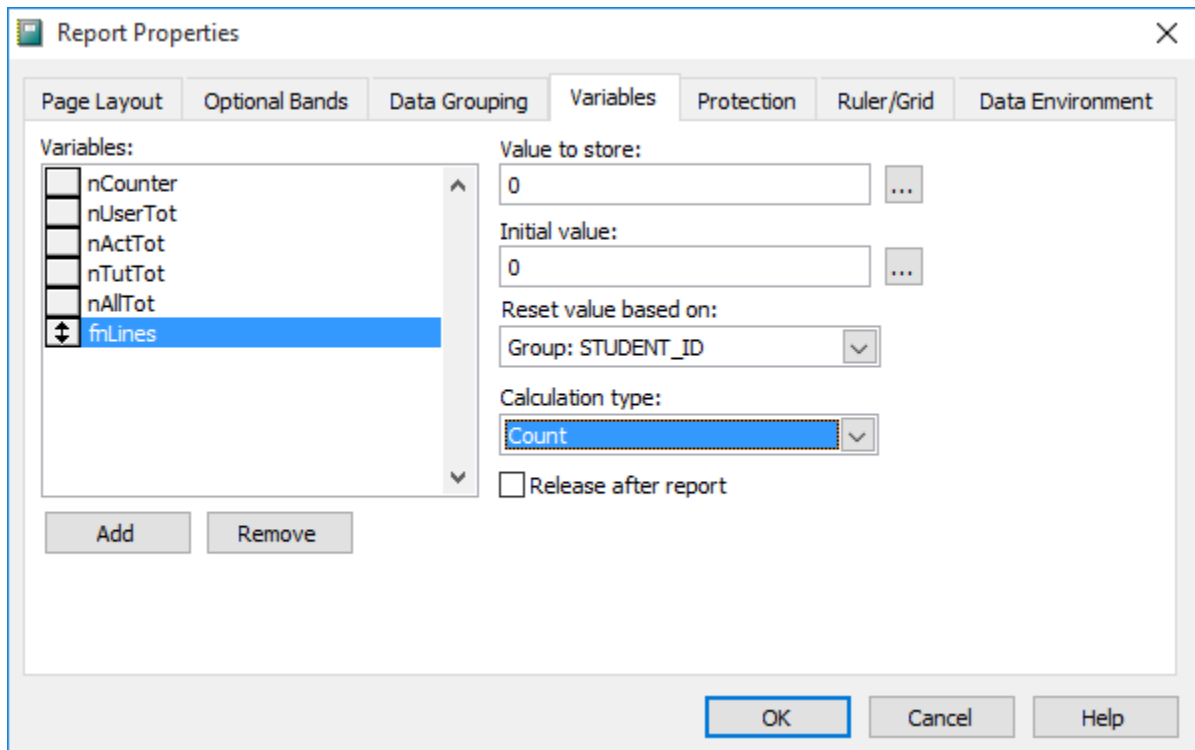 Report Properties
Page Layout
Optional Bands
Data Grouping
Variables
Protection
Ruler/Grid
Data Environment
Variables:
nCounter
nUserTot
nActTot
nTutTot
nAllTot
fnLines
Value to store:
0
...
Initial value:
0
...
Reset value based on:
Group: STUDENT_ID
Calculation type:
Count
Release after report
Add
Remove
OK
Cancel
Help